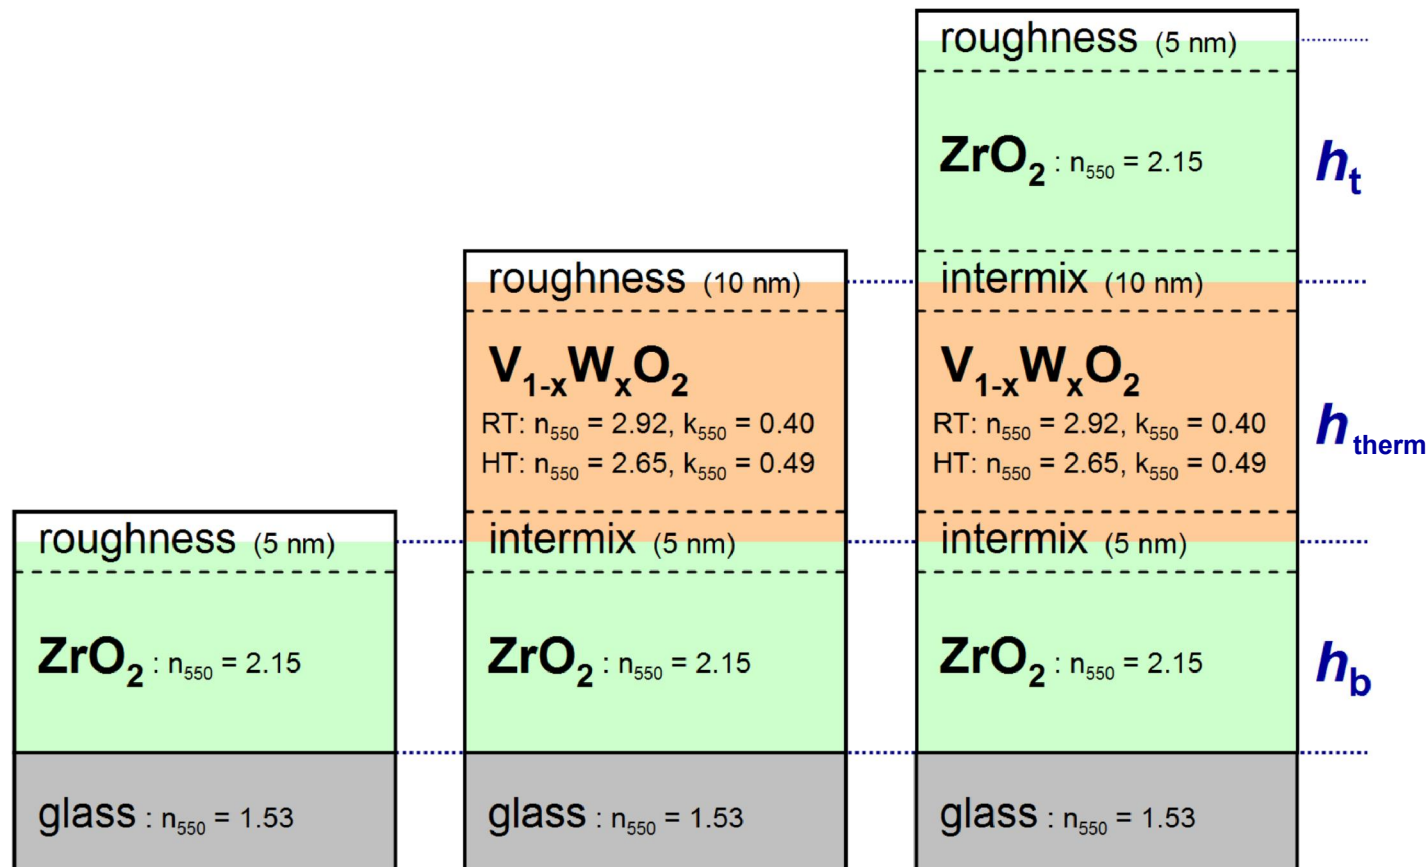 roughness (5 nm)
ZrO₂ : n₅₅₀ = 2.15
glass : n₅₅₀ = 1.53
roughness (10 nm)
V₁₋ₓWₓO₂
RT: n₅₅₀ = 2.92, k₅₅₀ = 0.40
HT: n₅₅₀ = 2.65, k₅₅₀ = 0.49
intermix (5 nm)
ZrO₂ : n₅₅₀ = 2.15
glass : n₅₅₀ = 1.53
roughness (5 nm)
ZrO₂ : n₅₅₀ = 2.15
intermix (10 nm)
V₁₋ₓWₓO₂
RT: n₅₅₀ = 2.92, k₅₅₀ = 0.40
HT: n₅₅₀ = 2.65, k₅₅₀ = 0.49
intermix (5 nm)
ZrO₂ : n₅₅₀ = 2.15
glass : n₅₅₀ = 1.53
h_t
h_therm
h_b